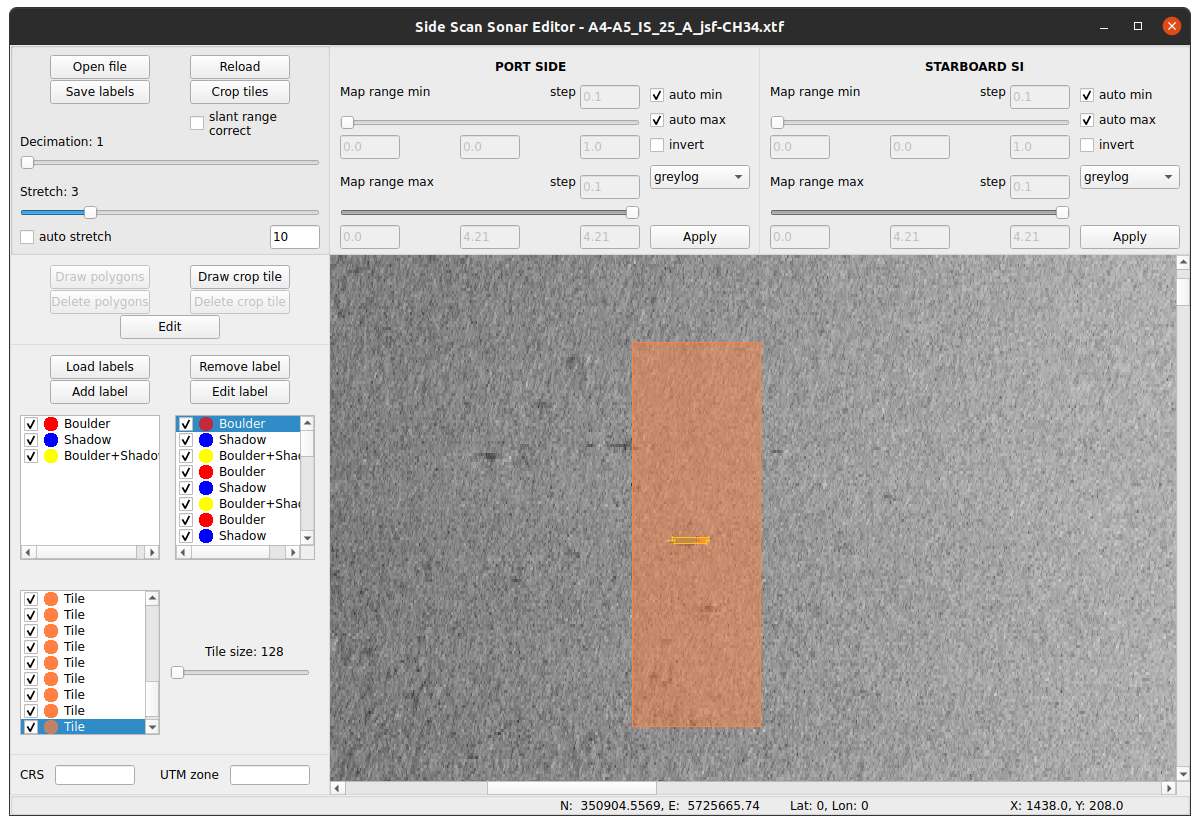 Side Scan Sonar Editor - A4-A5_IS_25_A_jsf-CH34.xtf
Open file
Reload
Save labels
Crop tiles
slant range
correct
Decimation: 1
Stretch: 3
auto stretch
10
PORT SIDE
Map range min
step
0.1
auto min
auto max
0.0
0.0
1.0
invert
Map range max
step
0.1
greylog
0.0
4.21
4.21
Apply
STARBOARD SI
Map range min
step
0.1
auto min
auto max
0.0
0.0
1.0
invert
Map range max
step
0.1
greylog
0.0
4.21
4.21
Apply
Draw polygons
Draw crop tile
Delete polygons
Delete crop tile
Edit
Load labels
Remove label
Add label
Edit label
Boulder
Shadow
Boulder+Shado
Boulder
Shadow
Boulder+Shad
Boulder
Shadow
Boulder+Shad
Boulder
Shadow
Tile
Tile
Tile
Tile
Tile
Tile
Tile
Tile
Tile
Tile size: 128
CRS
UTM zone
N: 350904.5569, E: 5725665.74
Lat: 0, Lon: 0
X: 1438.0, Y: 208.0